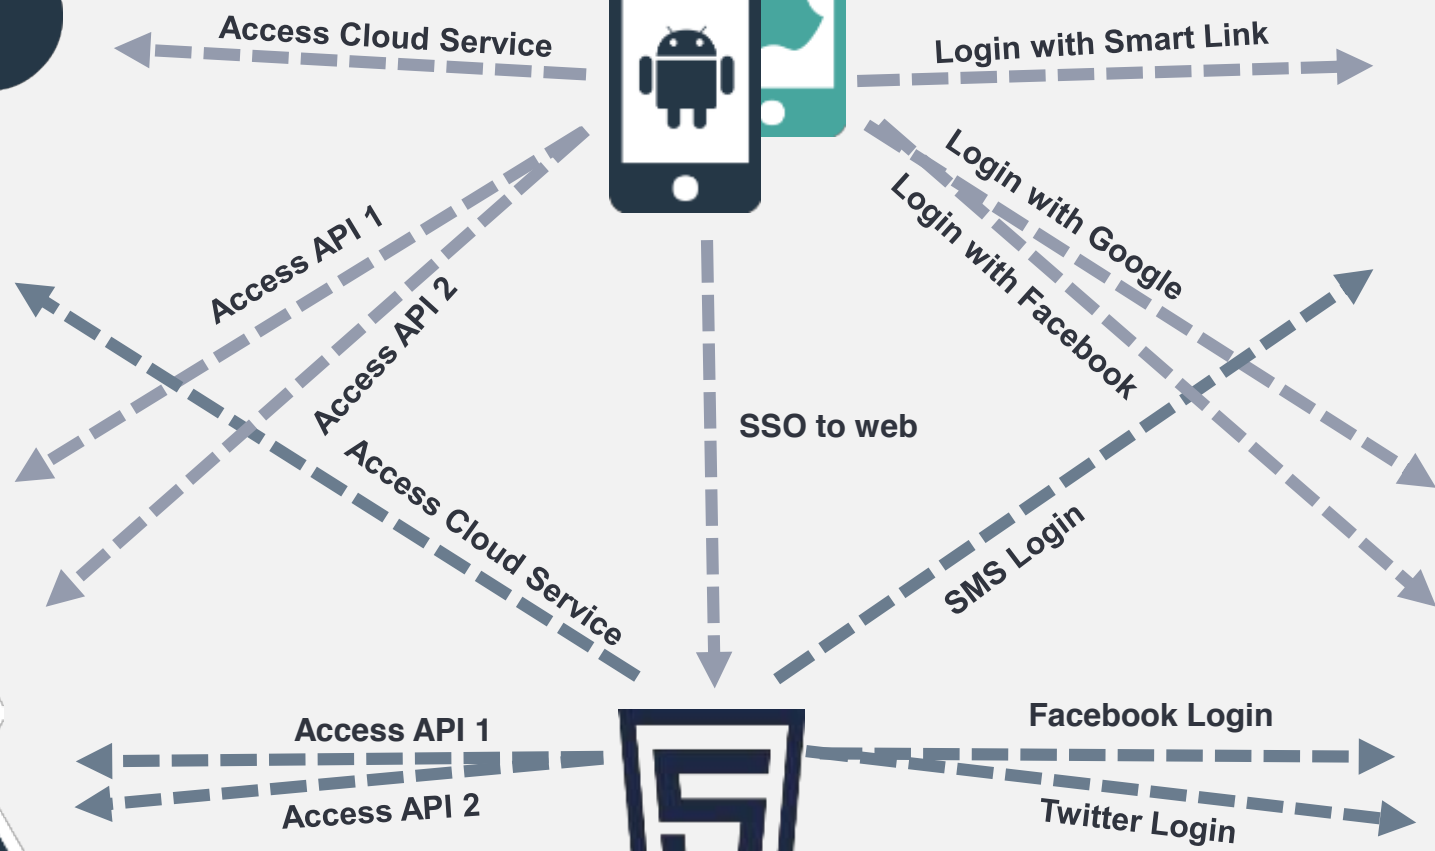 Access Cloud Service
Login with Smart Link
Access API 1
Access API 2
Login with Google
Login with Facebook
SSO to web
Access Cloud Service
SMS Login
Access API 1
Access API 2
Facebook Login
Twitter Login